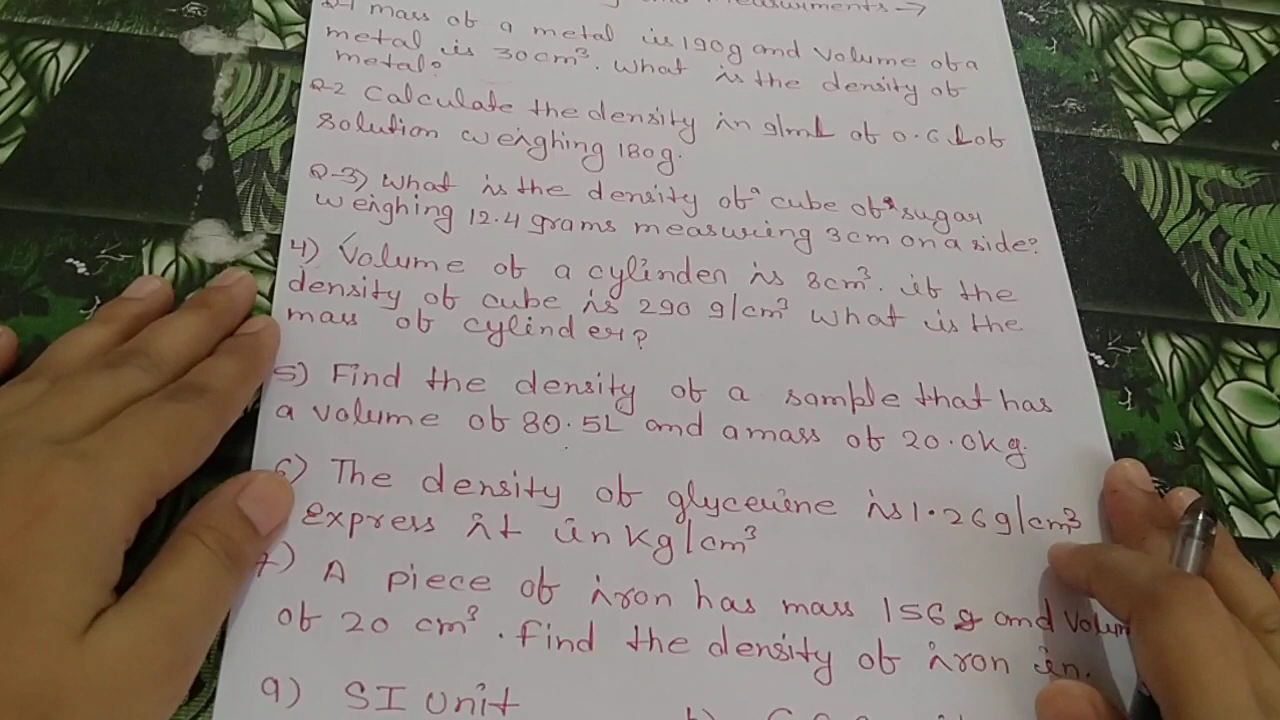 Measurments →
Q-1 mass of a metal is 190g and Volume of a
metal is 30cm³. What is the density of
metal?
Q-2 Calculate the density in g/mL of 0.6 L of
Solution weighing 180g.
Q-3) What is the density of a cube of sugar
weighing 12.4 grams measuring 3cm on a side?
4) Volume of a cylinder is 8cm³. if the
density of cube is 290 g/cm³ What is the
mass of cylinder?
5) Find the density of a sample that has
a volume of 80.5L and a mass of 20.0kg.
6) The density of glycerine is 1.26g/cm³
express it in kg/cm³
7) A piece of iron has mass 156 g and Volum
of 20 cm³. Find the density of iron in.
a) SI Unit